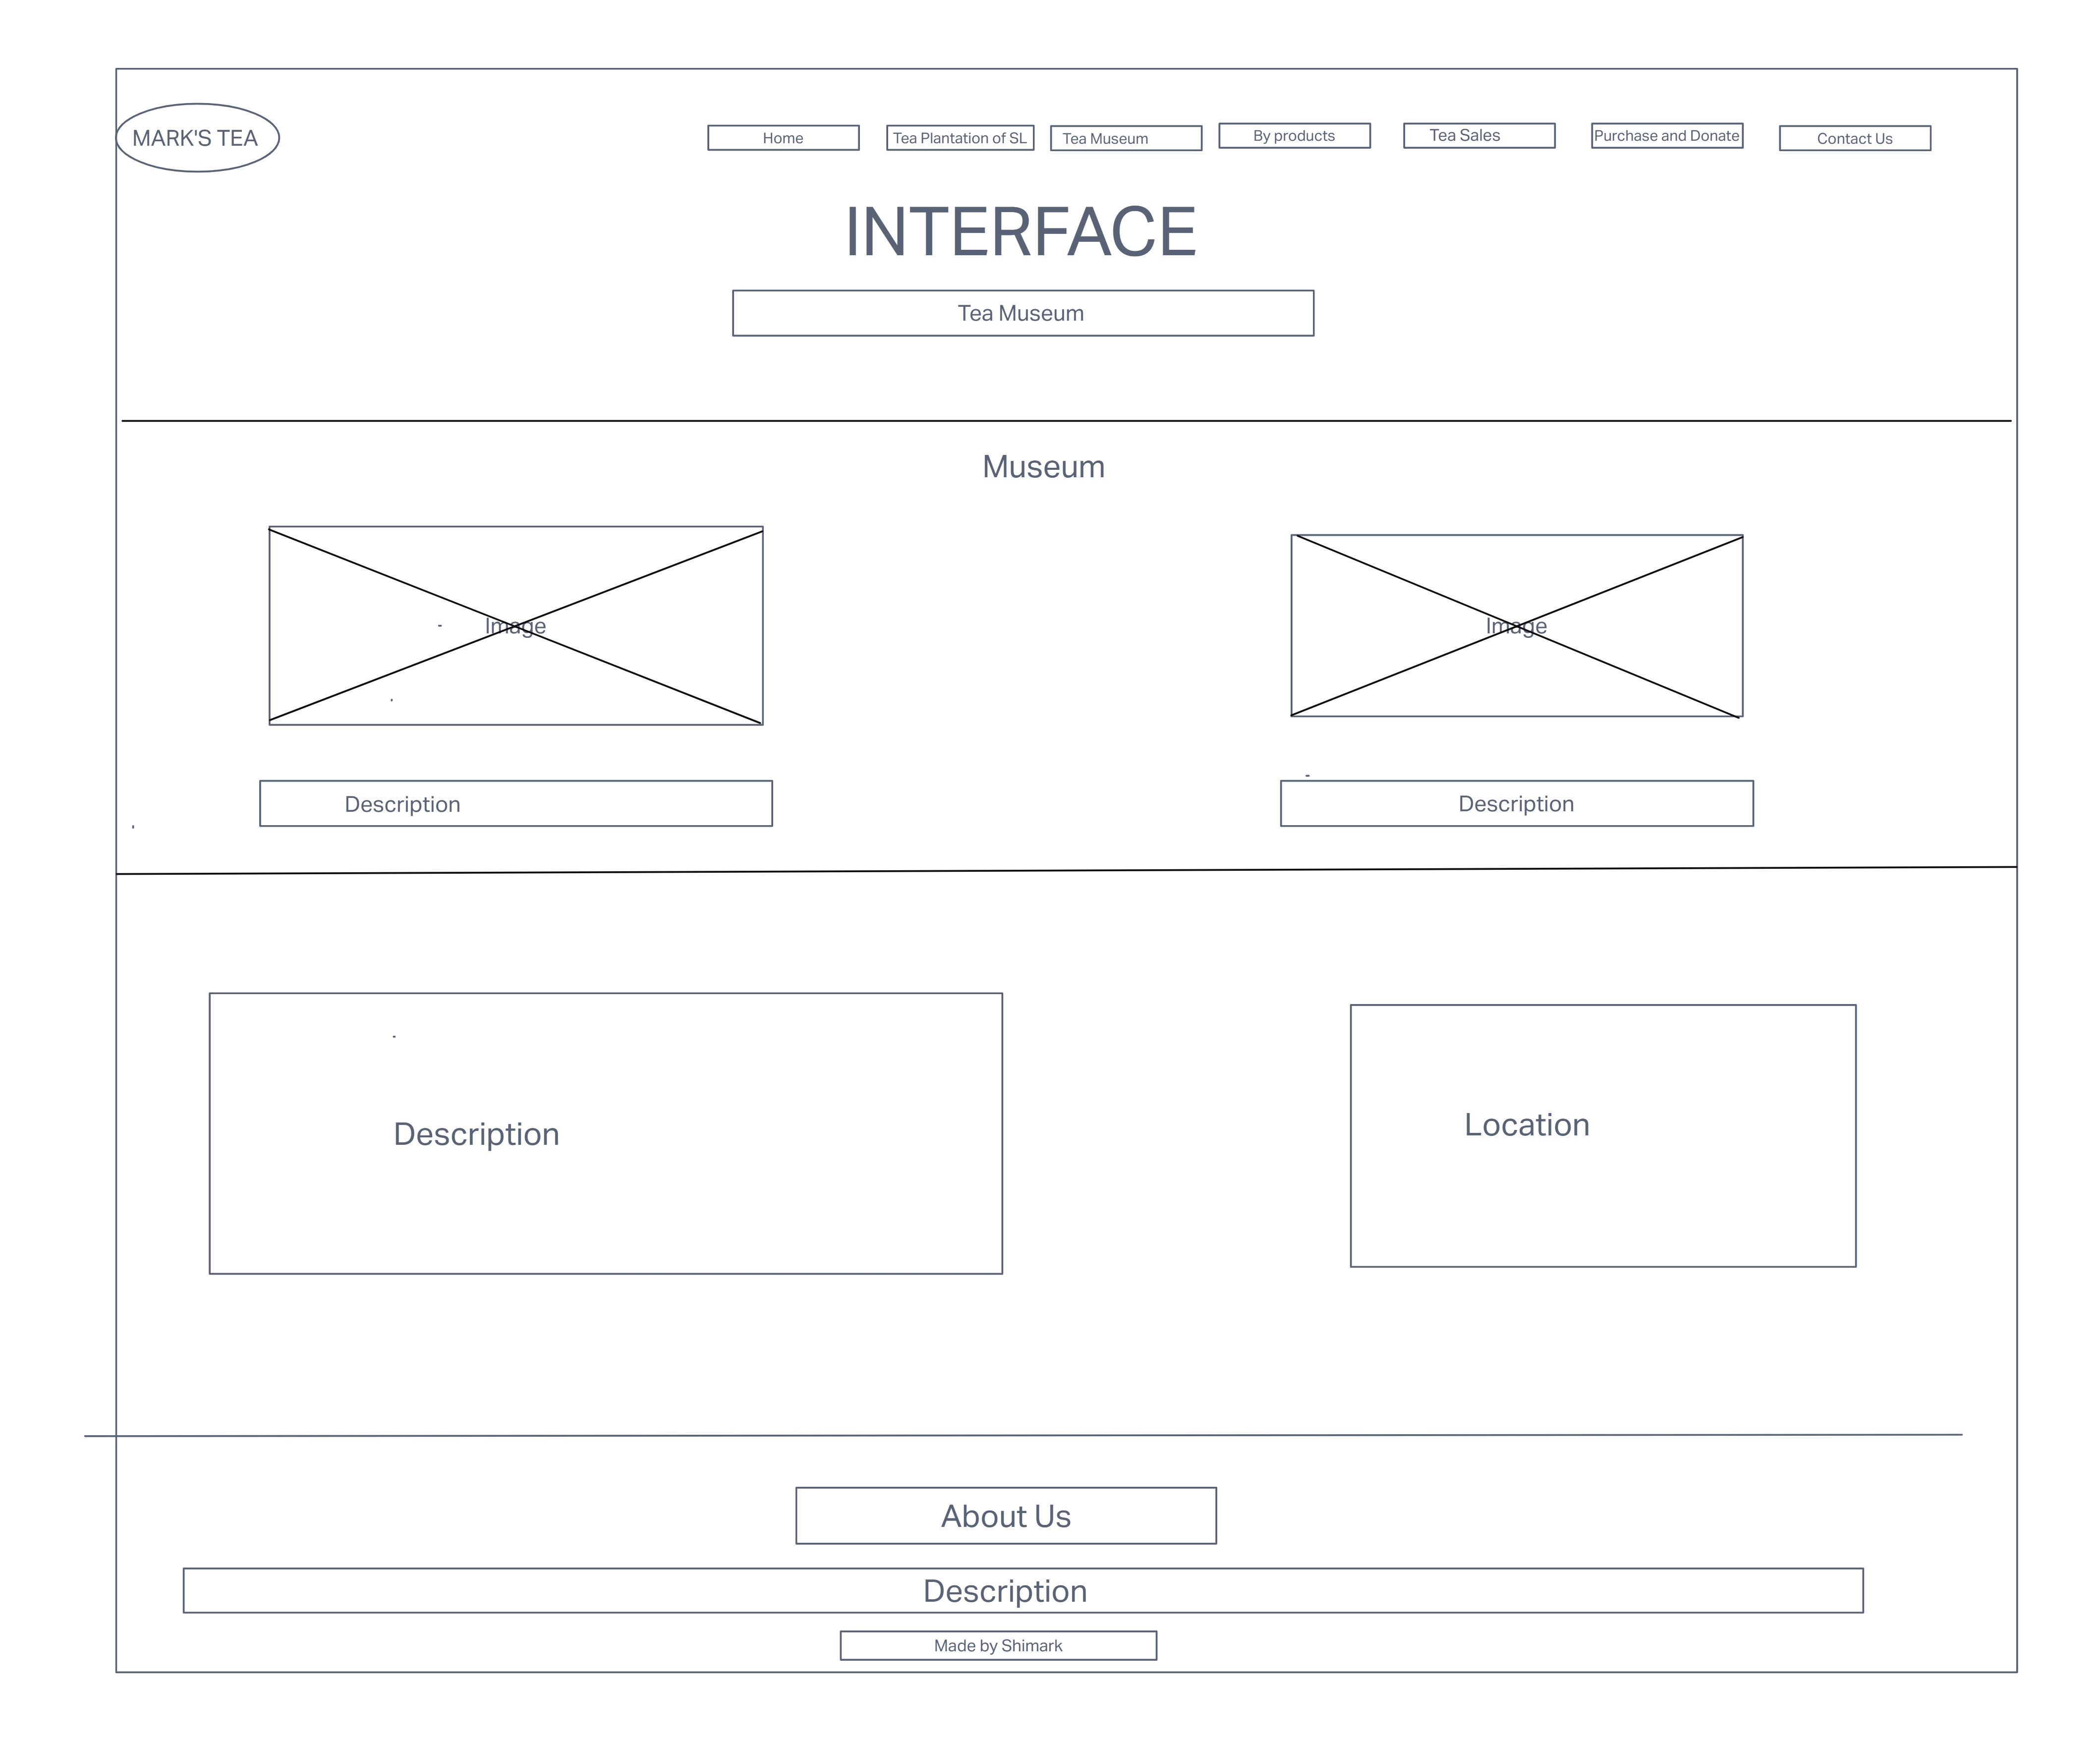 MARK'S TEA
Home
Tea Plantation of SL
Tea Museum
By products
Tea Sales
Purchase and Donate
Contact Us
INTERFACE
Tea Museum
Museum
Image
Image
Description
Description
Description
Location
About Us
Description
Made by Shimark